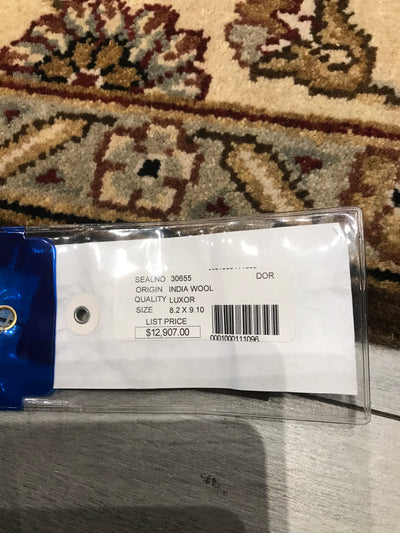 DOR
SEALNO 30655
ORIGIN INDIA WOOL
QUALITY LUXOR
SIZE 8.2 X 9.10
LIST PRICE
$12,907.00
0001000111096